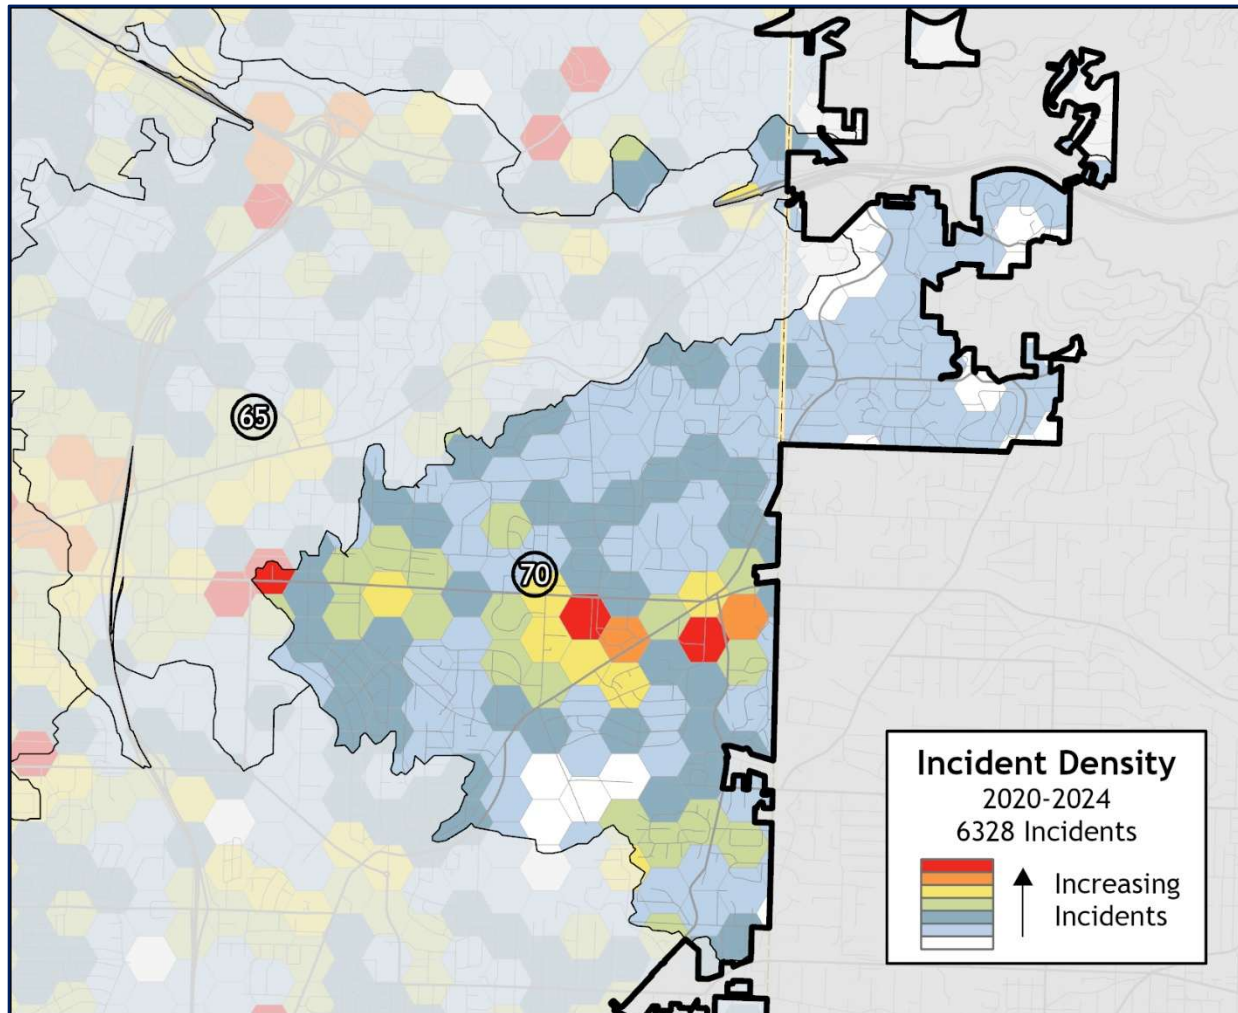 65
70
Incident Density
2020-2024
6328 Incidents
Increasing
Incidents